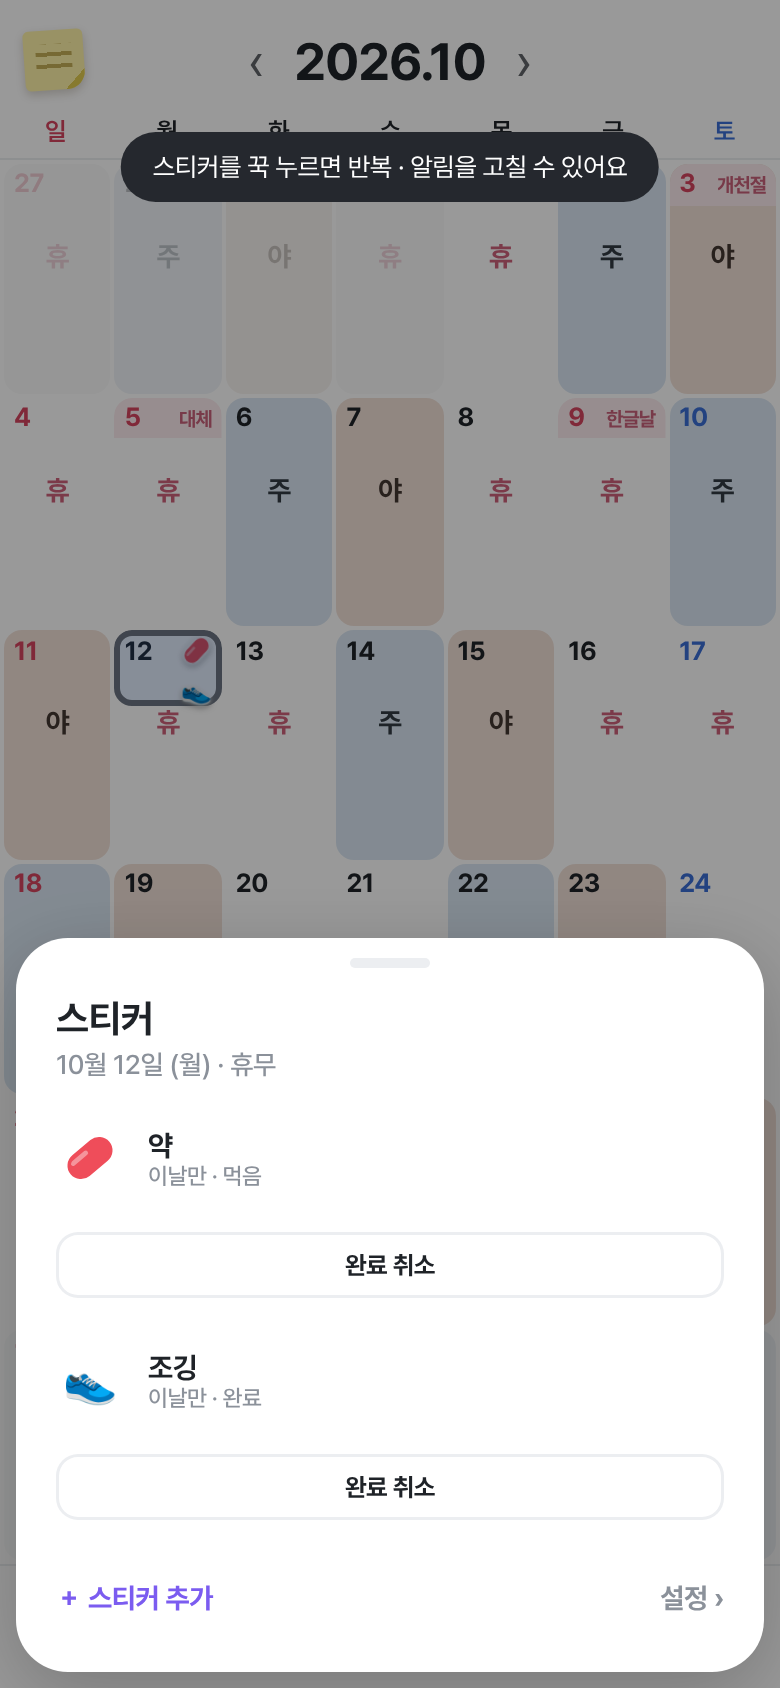 ‹ 2026.10 ›
일 월 화 수 목 금 토
스티커를 꾹 누르면 반복 · 알림을 고칠 수 있어요
27 3 개천절
휴 주 야 휴 휴 주 야
4 5 대체 6 7 8 9 한글날 10
휴 휴 주 야 휴 휴 주
11 12 13 14 15 16 17
야 휴 휴 주 야 휴 휴
18 19 20 21 22 23 24
스티커
10월 12일 (월) · 휴무
약
이날만 · 먹음
완료 취소
조깅
이날만 · 완료
완료 취소
+ 스티커 추가 설정 ›